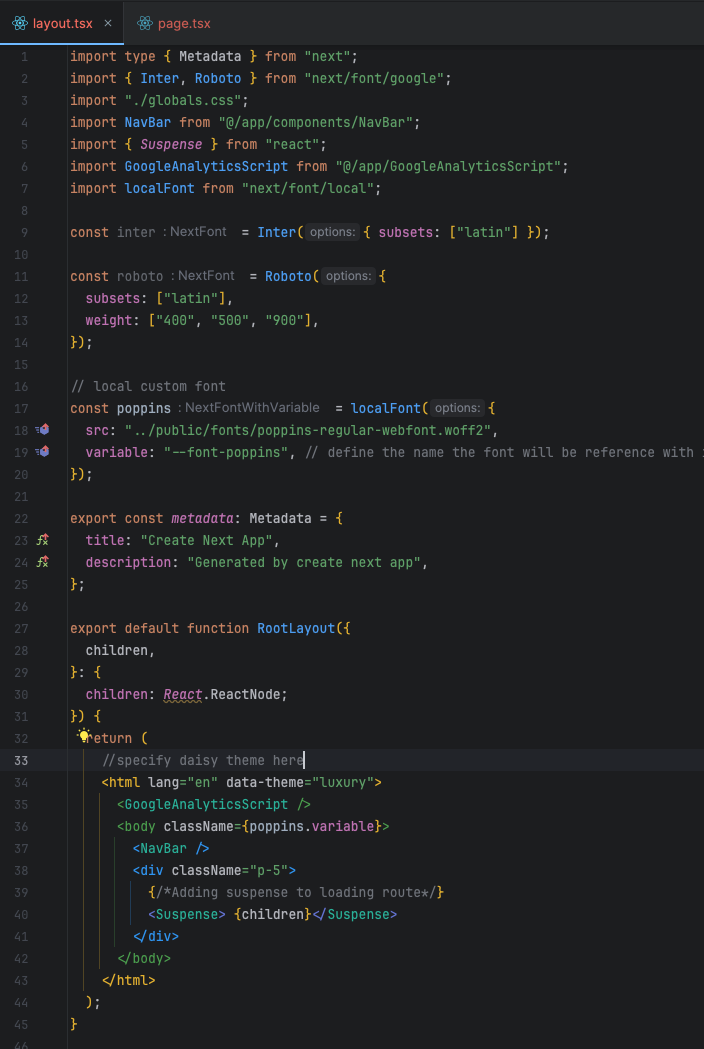 layout.tsx × page.tsx
1 import type { Metadata } from "next";
2 import { Inter, Roboto } from "next/font/google";
3 import "./globals.css";
4 import NavBar from "@/app/components/NavBar";
5 import { Suspense } from "react";
6 import GoogleAnalyticsScript from "@/app/GoogleAnalyticsScript";
7 import localFont from "next/font/local";
8
9 const inter : NextFont = Inter( options: { subsets: ["latin"] });
10
11 const roboto : NextFont = Roboto( options: {
12   subsets: ["latin"],
13   weight: ["400", "500", "900"],
14 });
15
16 // local custom font
17 const poppins : NextFontWithVariable = localFont( options: {
18   src: "../public/fonts/poppins-regular-webfont.woff2",
19   variable: "--font-poppins", // define the name the font will be reference with
20 });
21
22 export const metadata: Metadata = {
23   title: "Create Next App",
24   description: "Generated by create next app",
25 };
26
27 export default function RootLayout({
28   children,
29 }: {
30   children: React.ReactNode;
31 }) {
32   return (
33     //specify daisy theme here
34     <html lang="en" data-theme="luxury">
35       <GoogleAnalyticsScript />
36       <body className={poppins.variable}>
37         <NavBar />
38         <div className="p-5">
39           {/*Adding suspense to loading route*/}
40           <Suspense> {children}</Suspense>
41         </div>
42       </body>
43     </html>
44   );
45 }
46